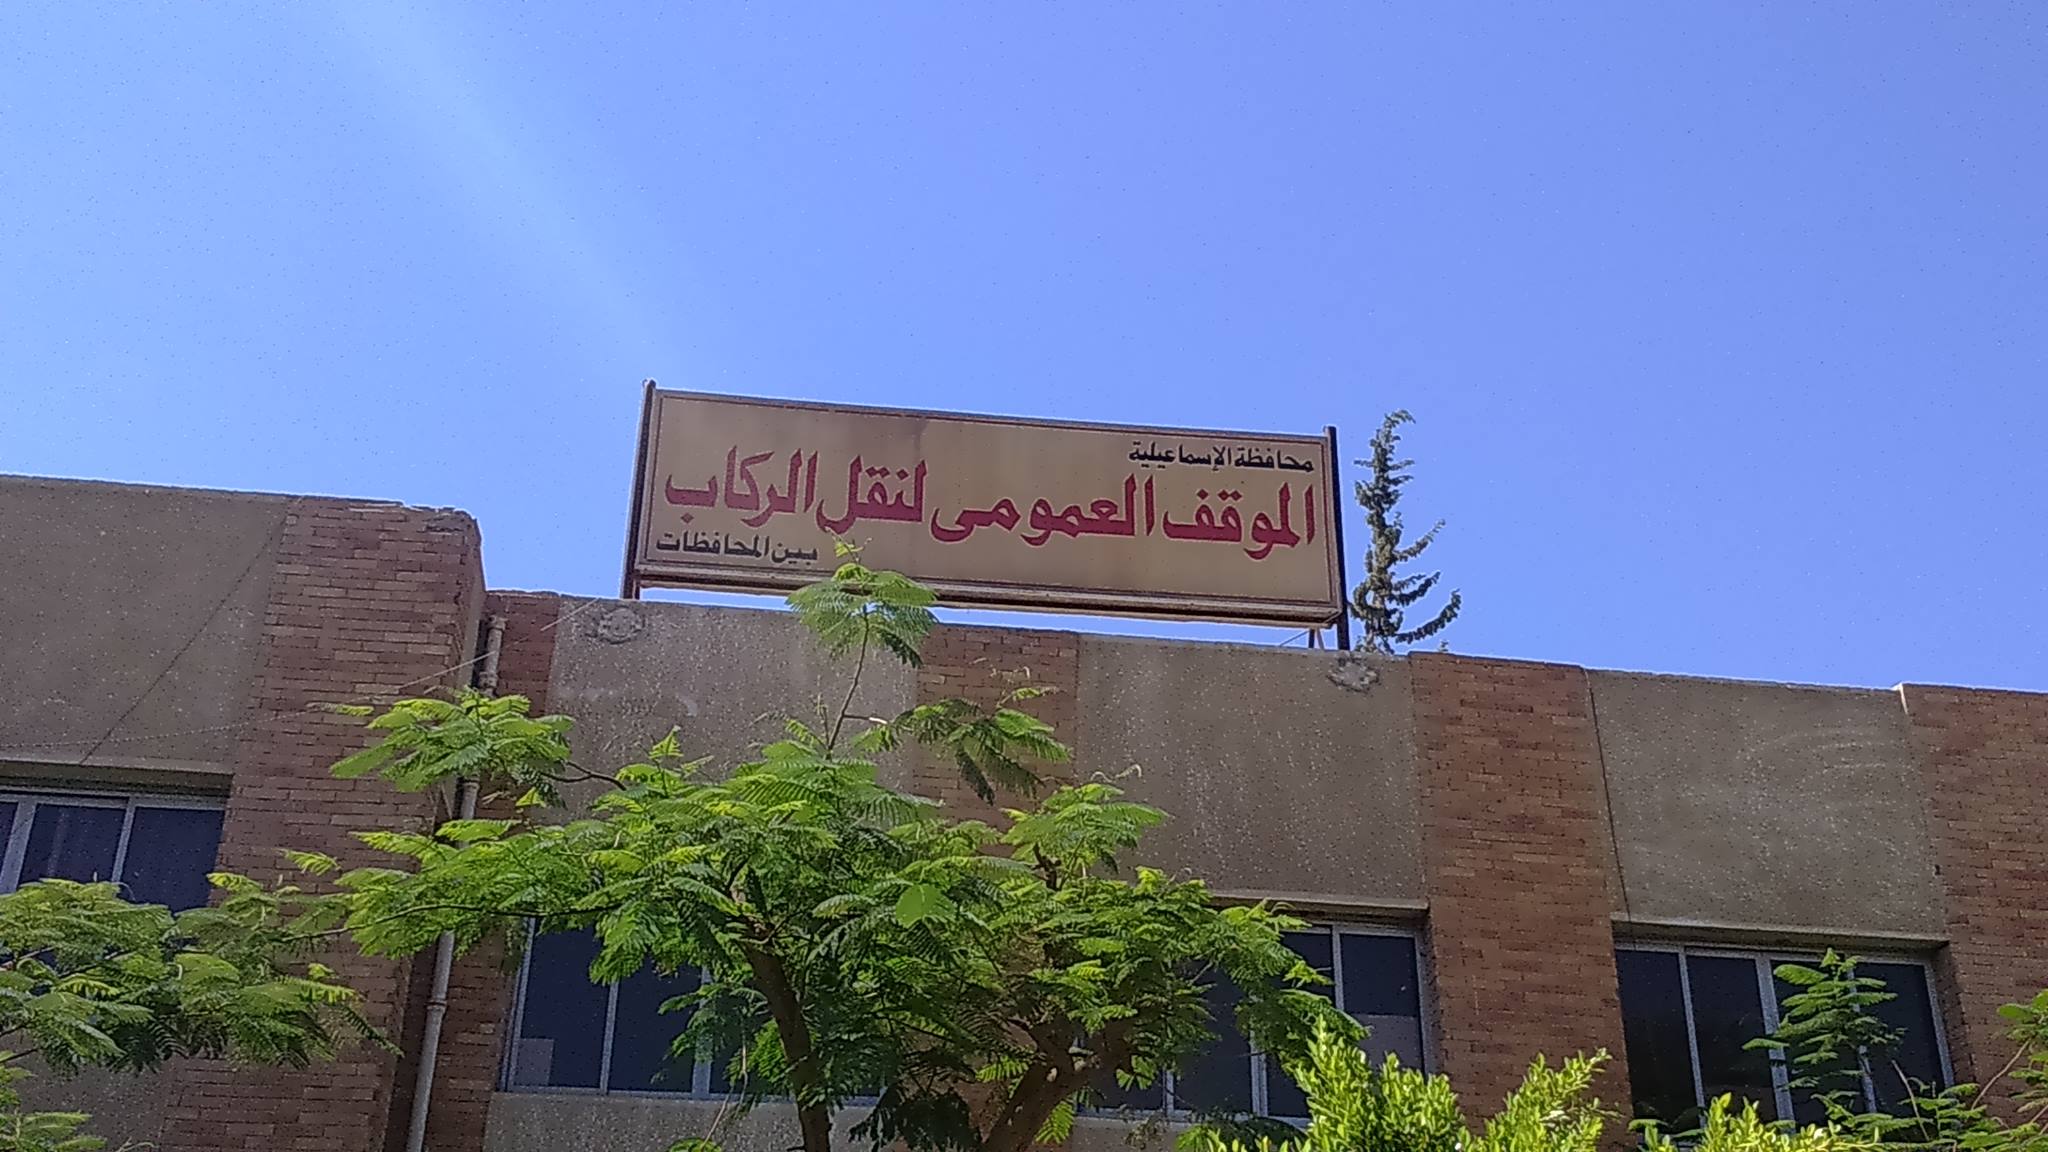 محافظة الإسماعيلية
الموقف العمومى لنقل الركاب
بين المحافظات